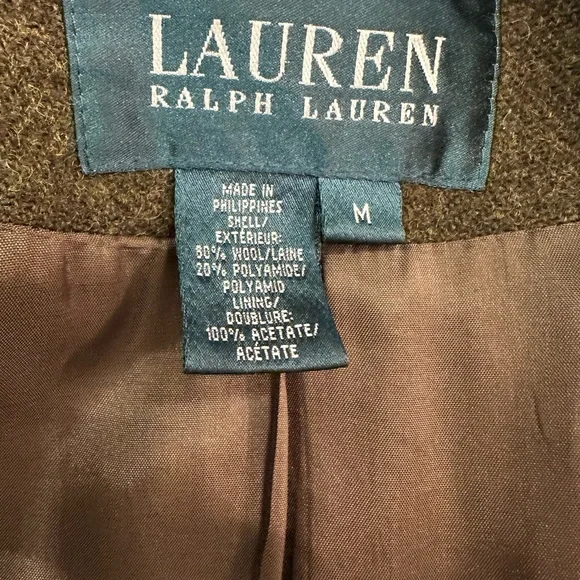 LAUREN
RALPH LAUREN
MADE IN
PHILIPPINES
SHELL/
EXTÉRIEUR:
80% WOOL/LAINE
20% POLYAMIDE/
POLYAMID
LINING/
DOUBLURE:
100% ACETATE/
ACÉTATE
M